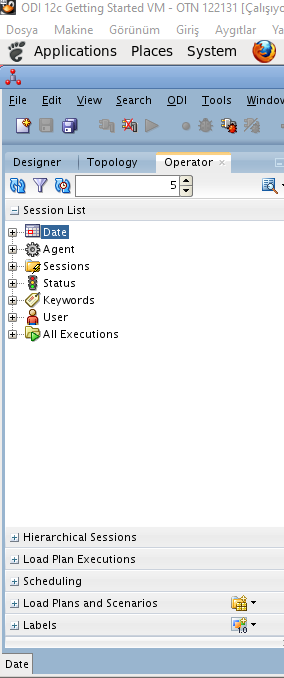 ODI 12c Getting Started VM - OTN 122131 [Çalışıyo
Dosya Makine Görünüm Giriş Aygıtlar Ya
Applications Places System
File Edit View Search ODI Tools Window
Designer Topology Operator
5
Session List
Date
Agent
Sessions
Status
Keywords
User
All Executions
Hierarchical Sessions
Load Plan Executions
Scheduling
Load Plans and Scenarios
Labels
1.0
Date